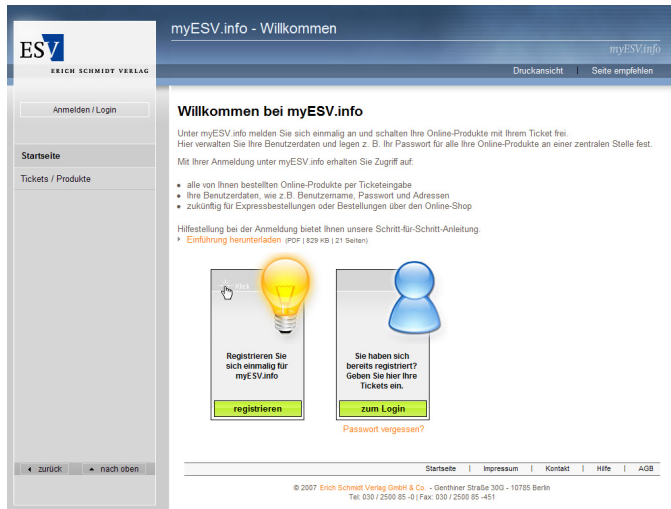 ESV
ERICH SCHMIDT VERLAG
myESV.info - Willkommen
myESV.info
Druckansicht | Seite empfehlen
Anmelden / Login
Startseite
Tickets / Produkte
Willkommen bei myESV.info
Unter myESV.info melden Sie sich einmalig an und schalten Ihre Online-Produkte mit Ihrem Ticket frei.
Hier verwalten Sie Ihre Benutzerdaten und legen z. B. Ihr Passwort für alle Ihre Online-Produkte an einer zentralen Stelle fest.
Mit Ihrer Anmeldung unter myESV.info erhalten Sie Zugriff auf:
alle von Ihnen bestellten Online-Produkte per Ticketeingabe
Ihre Benutzerdaten, wie z.B. Benutzername, Passwort und Adressen
zukünftig für Expressbestellungen oder Bestellungen über den Online-Shop
Hilfestellung bei der Anmeldung bietet Ihnen unsere Schritt-für-Schritt-Anleitung.
Einführung herunterladen (PDF | 829 KB | 21 Seiten)
Klick
Registrieren Sie
sich einmalig für
myESV.info
registrieren
Sie haben sich
bereits registriert?
Geben Sie hier Ihre
Tickets ein.
zum Login
Passwort vergessen?
zurück
nach oben
Startseite | Impressum | Kontakt | Hilfe | AGB
© 2007 Erich Schmidt Verlag GmbH & Co. - Genthiner Straße 30G - 10785 Berlin
Tel: 030 / 2500 85 -0 | Fax: 030 / 2500 85 -451